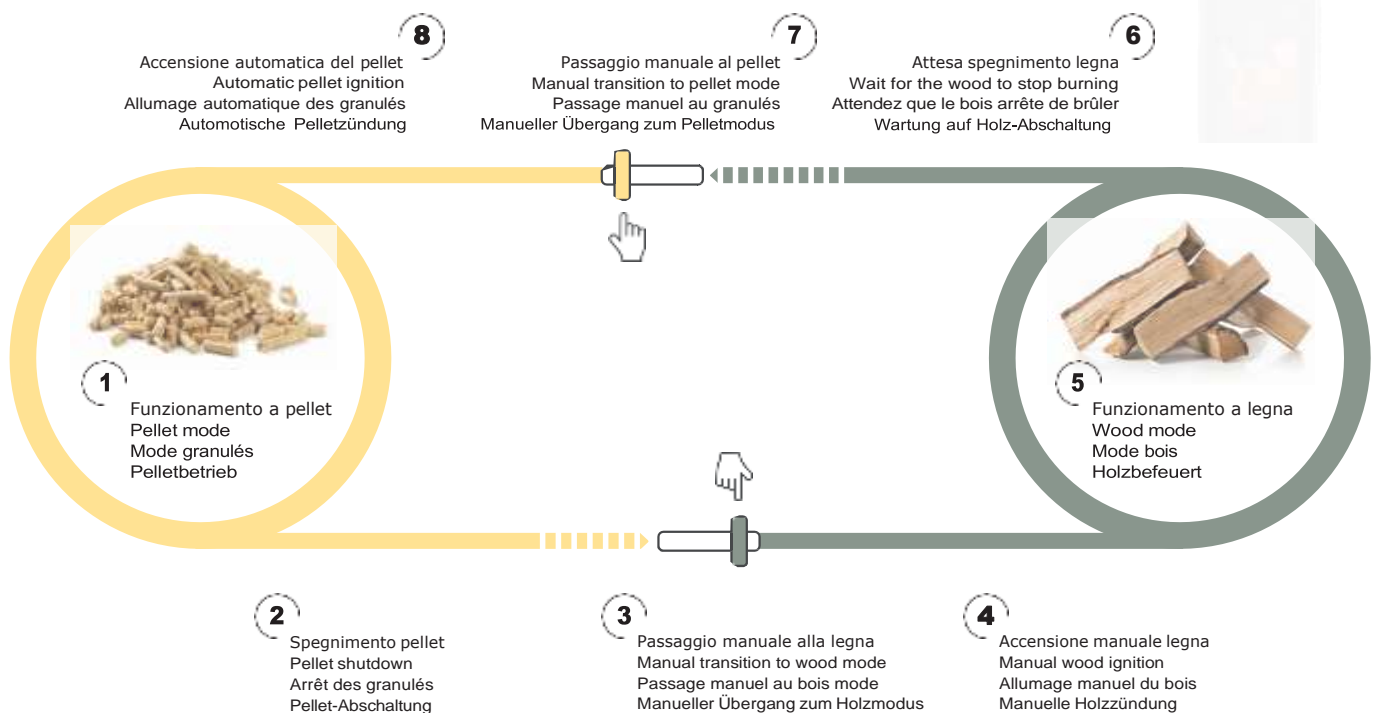 8
Accensione automatica del pellet
Automatic pellet ignition
Allumage automatique des granulés
Automotische Pelletzündung
7
Passaggio manuale al pellet
Manual transition to pellet mode
Passage manuel au granulés
Manueller Übergang zum Pelletmodus
6
Attesa spegnimento legna
Wait for the wood to stop burning
Attendez que le bois arrête de brûler
Wartung auf Holz-Abschaltung
1
Funzionamento a pellet
Pellet mode
Mode granulés
Pelletbetrieb
5
Funzionamento a legna
Wood mode
Mode bois
Holzbefeuert
2
Spegnimento pellet
Pellet shutdown
Arrêt des granulés
Pellet-Abschaltung
3
Passaggio manuale alla legna
Manual transition to wood mode
Passage manuel au bois mode
Manueller Übergang zum Holzmodus
4
Accensione manuale legna
Manual wood ignition
Allumage manuel du bois
Manuelle Holzzündung